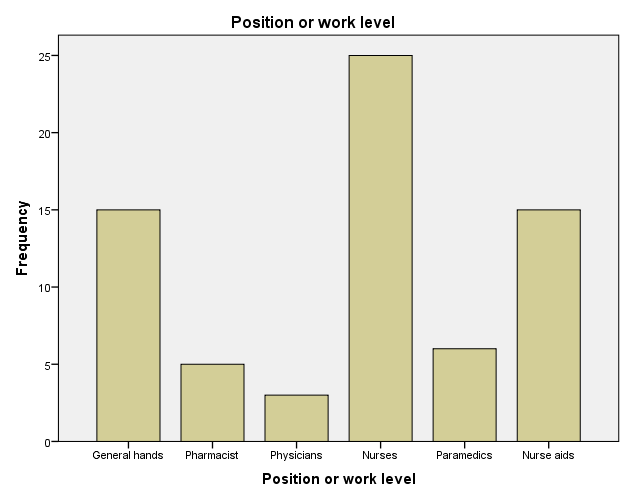 Position or work level
25
20
15
10
5
0
Frequency
General hands Pharmacist Physicians Nurses Paramedics Nurse aids
Position or work level